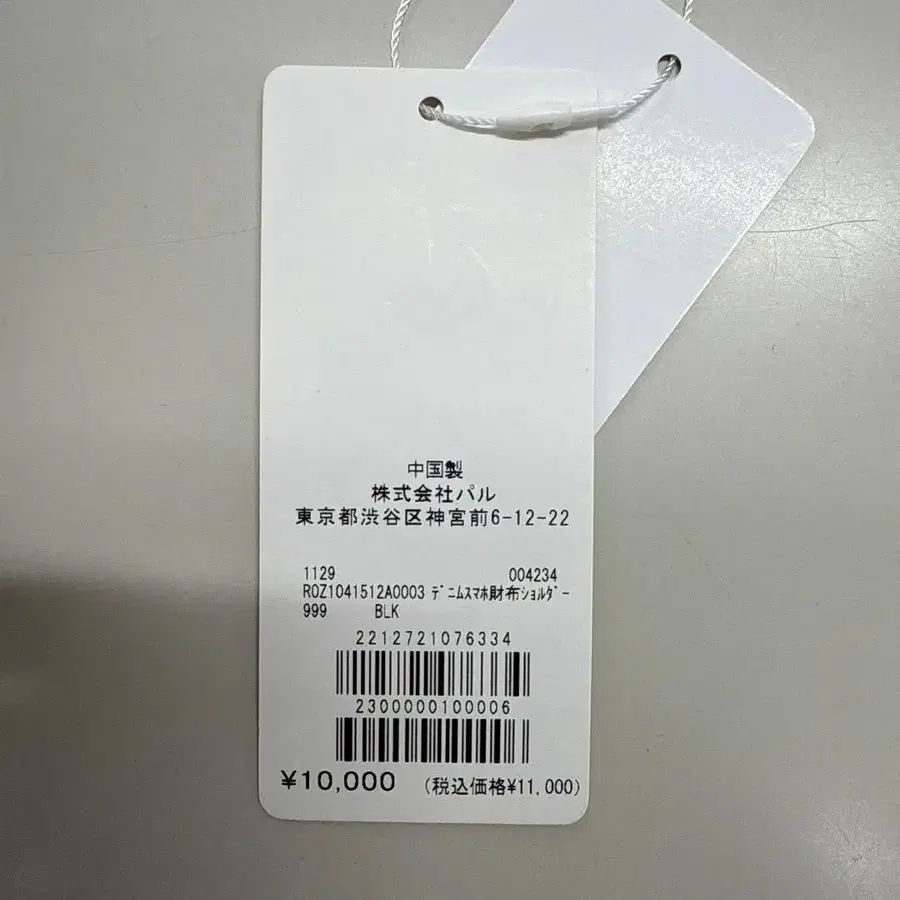 中国製
株式会社パル
東京都渋谷区神宮前6-12-22
1129 004234
ROZ1041512A0003 ﾃﾞﾆﾑｽﾏﾎ財布ｼｮﾙﾀﾞｰ
999 BLK
2212721076334
2300000100006
¥10,000 (税込価格¥11,000)